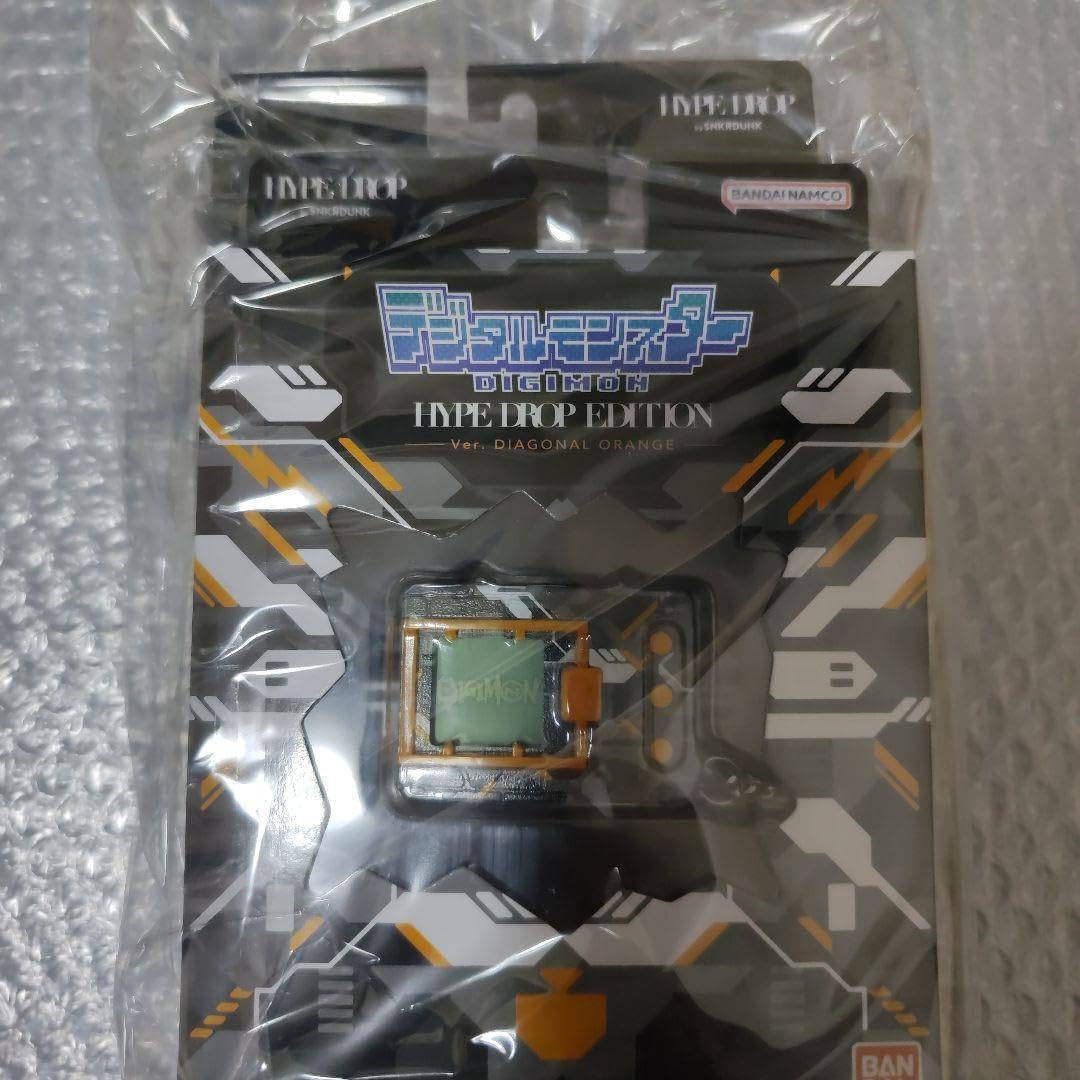 HYPE DROP
by SNKRDUNK
HYPE DROP
by SNKRDUNK
BANDAI NAMCO
デジタルモンスター
DIGIMON
HYPE DROP EDITION
Ver. DIAGONAL ORANGE
DIGIMON
BAN